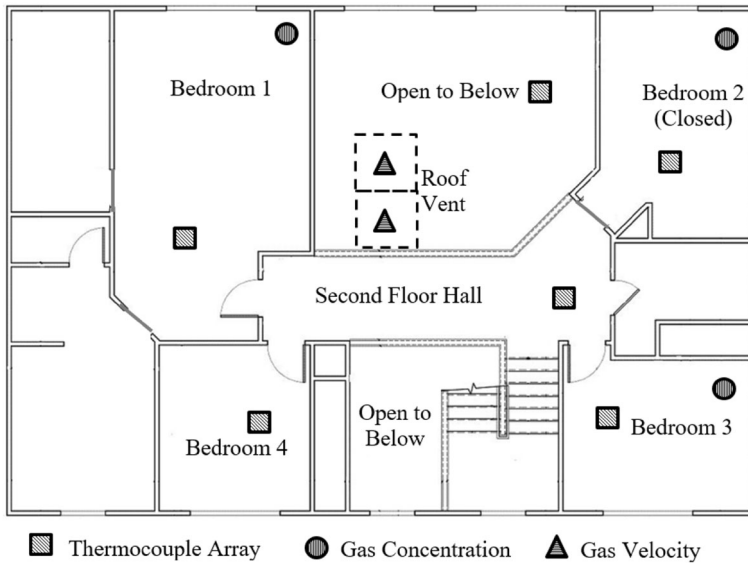 Bedroom 1
Open to Below
Bedroom 2
(Closed)
Roof
Vent
Second Floor Hall
Open to
Below
Bedroom 4
Bedroom 3
Thermocouple Array
Gas Concentration
Gas Velocity